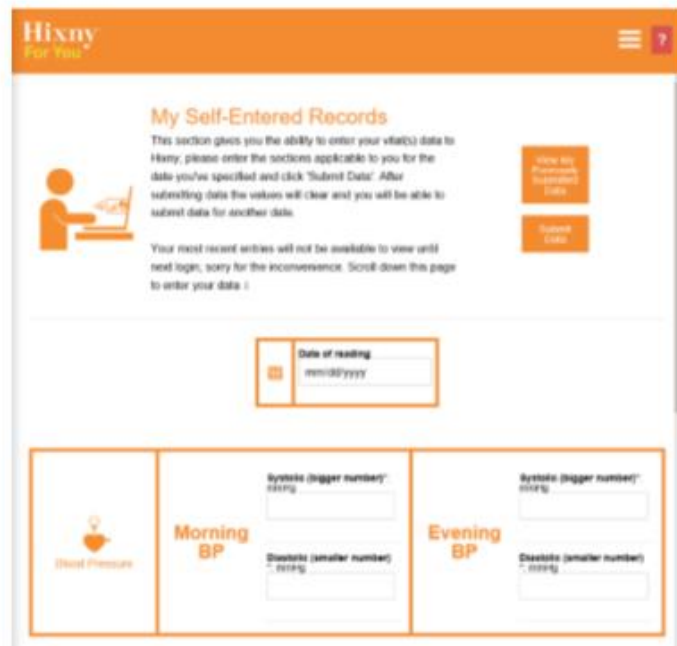 Hixny
For You
?
My Self-Entered Records
This section gives you the ability to enter your vital(s) data to
Hixny, please enter the sections applicable to you for the
date you've specified and click 'Submit Data'. After
submitting data the values will clear and you will be able to
submit data for another date.
Your most recent entries will not be available to view until
next login, sorry for the inconvenience. Scroll down this page
to enter your data ↓
View My
Previously
Submitted
Data
Submit
Data
Date of reading
mm/dd/yyyy
Blood Pressure
Morning
BP
Systolic (bigger number)*:
mmHg
Diastolic (smaller number)
*: mmHg
Evening
BP
Systolic (bigger number)*:
mmHg
Diastolic (smaller number)
*: mmHg